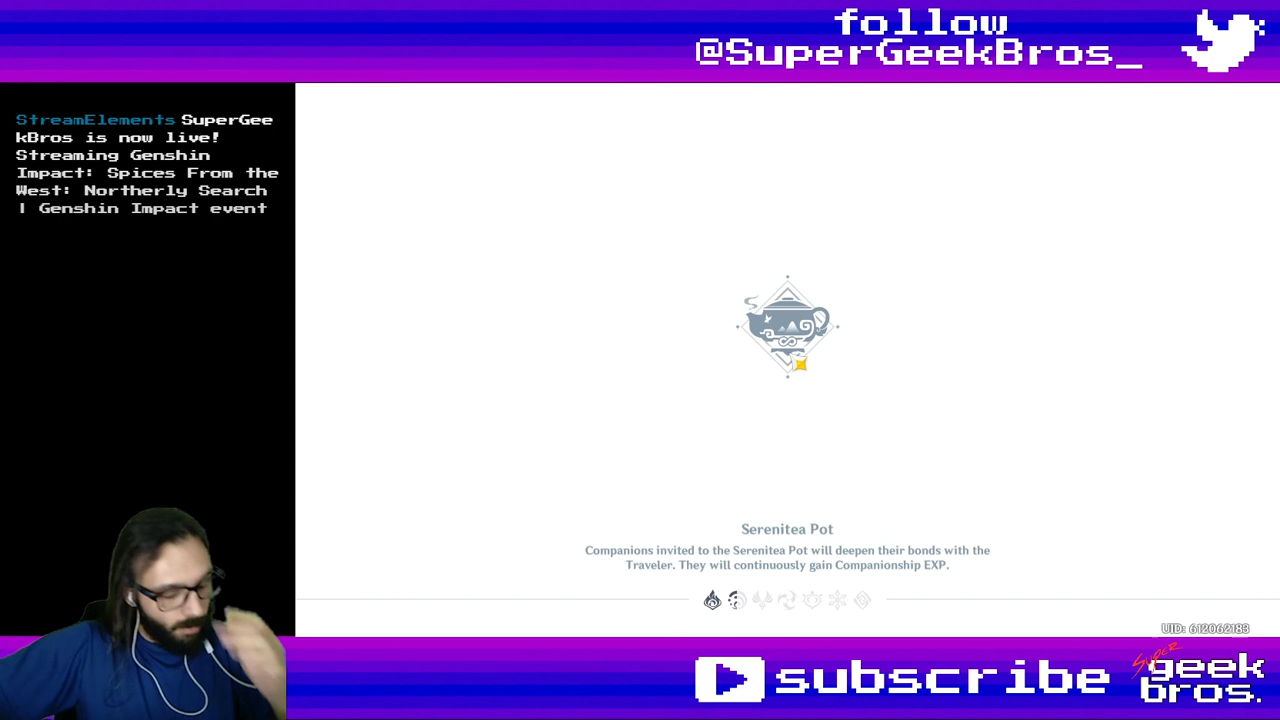 follow
@SuperGeekBros_
StreamElements SuperGee
kBros is now live!
Streaming Genshin
Impact: Spices From the
West: Northerly Search
| Genshin Impact event
Serenitea Pot
Companions invited to the Serenitea Pot will deepen their bonds with the
Traveler. They will continuously gain Companionship EXP.
UID: 612062183
subscribe
SUPER
geek
bros.